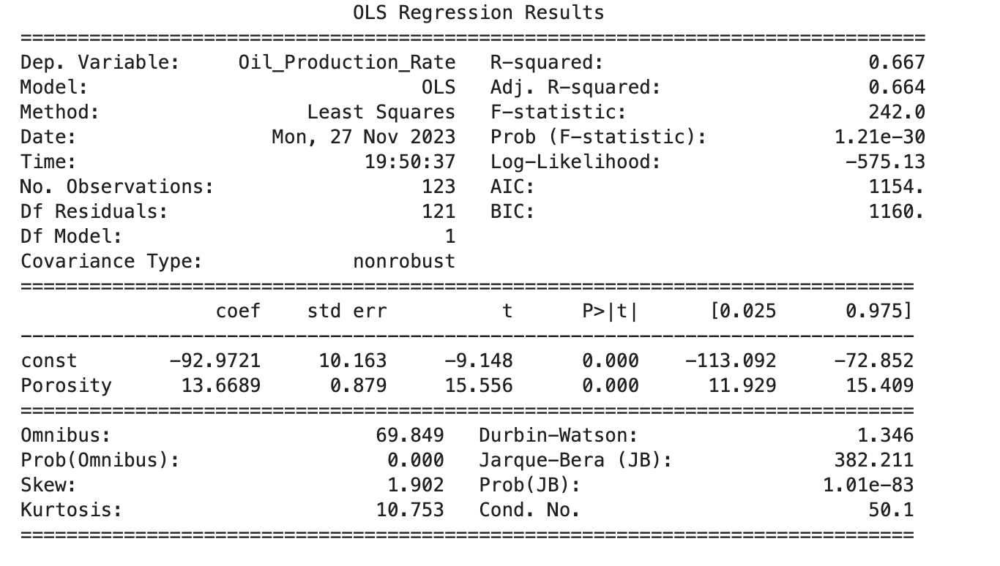 OLS Regression Results
==============================================================================
Dep. Variable: Oil_Production_Rate R-squared: 0.667
Model: OLS Adj. R-squared: 0.664
Method: Least Squares F-statistic: 242.0
Date: Mon, 27 Nov 2023 Prob (F-statistic): 1.21e-30
Time: 19:50:37 Log-Likelihood: -575.13
No. Observations: 123 AIC: 1154.
Df Residuals: 121 BIC: 1160.
Df Model: 1
Covariance Type: nonrobust
==============================================================================
coef std err t P>|t| [0.025 0.975]
------------------------------------------------------------------------------
const -92.9721 10.163 -9.148 0.000 -113.092 -72.852
Porosity 13.6689 0.879 15.556 0.000 11.929 15.409
==============================================================================
Omnibus: 69.849 Durbin-Watson: 1.346
Prob(Omnibus): 0.000 Jarque-Bera (JB): 382.211
Skew: 1.902 Prob(JB): 1.01e-83
Kurtosis: 10.753 Cond. No. 50.1
==============================================================================